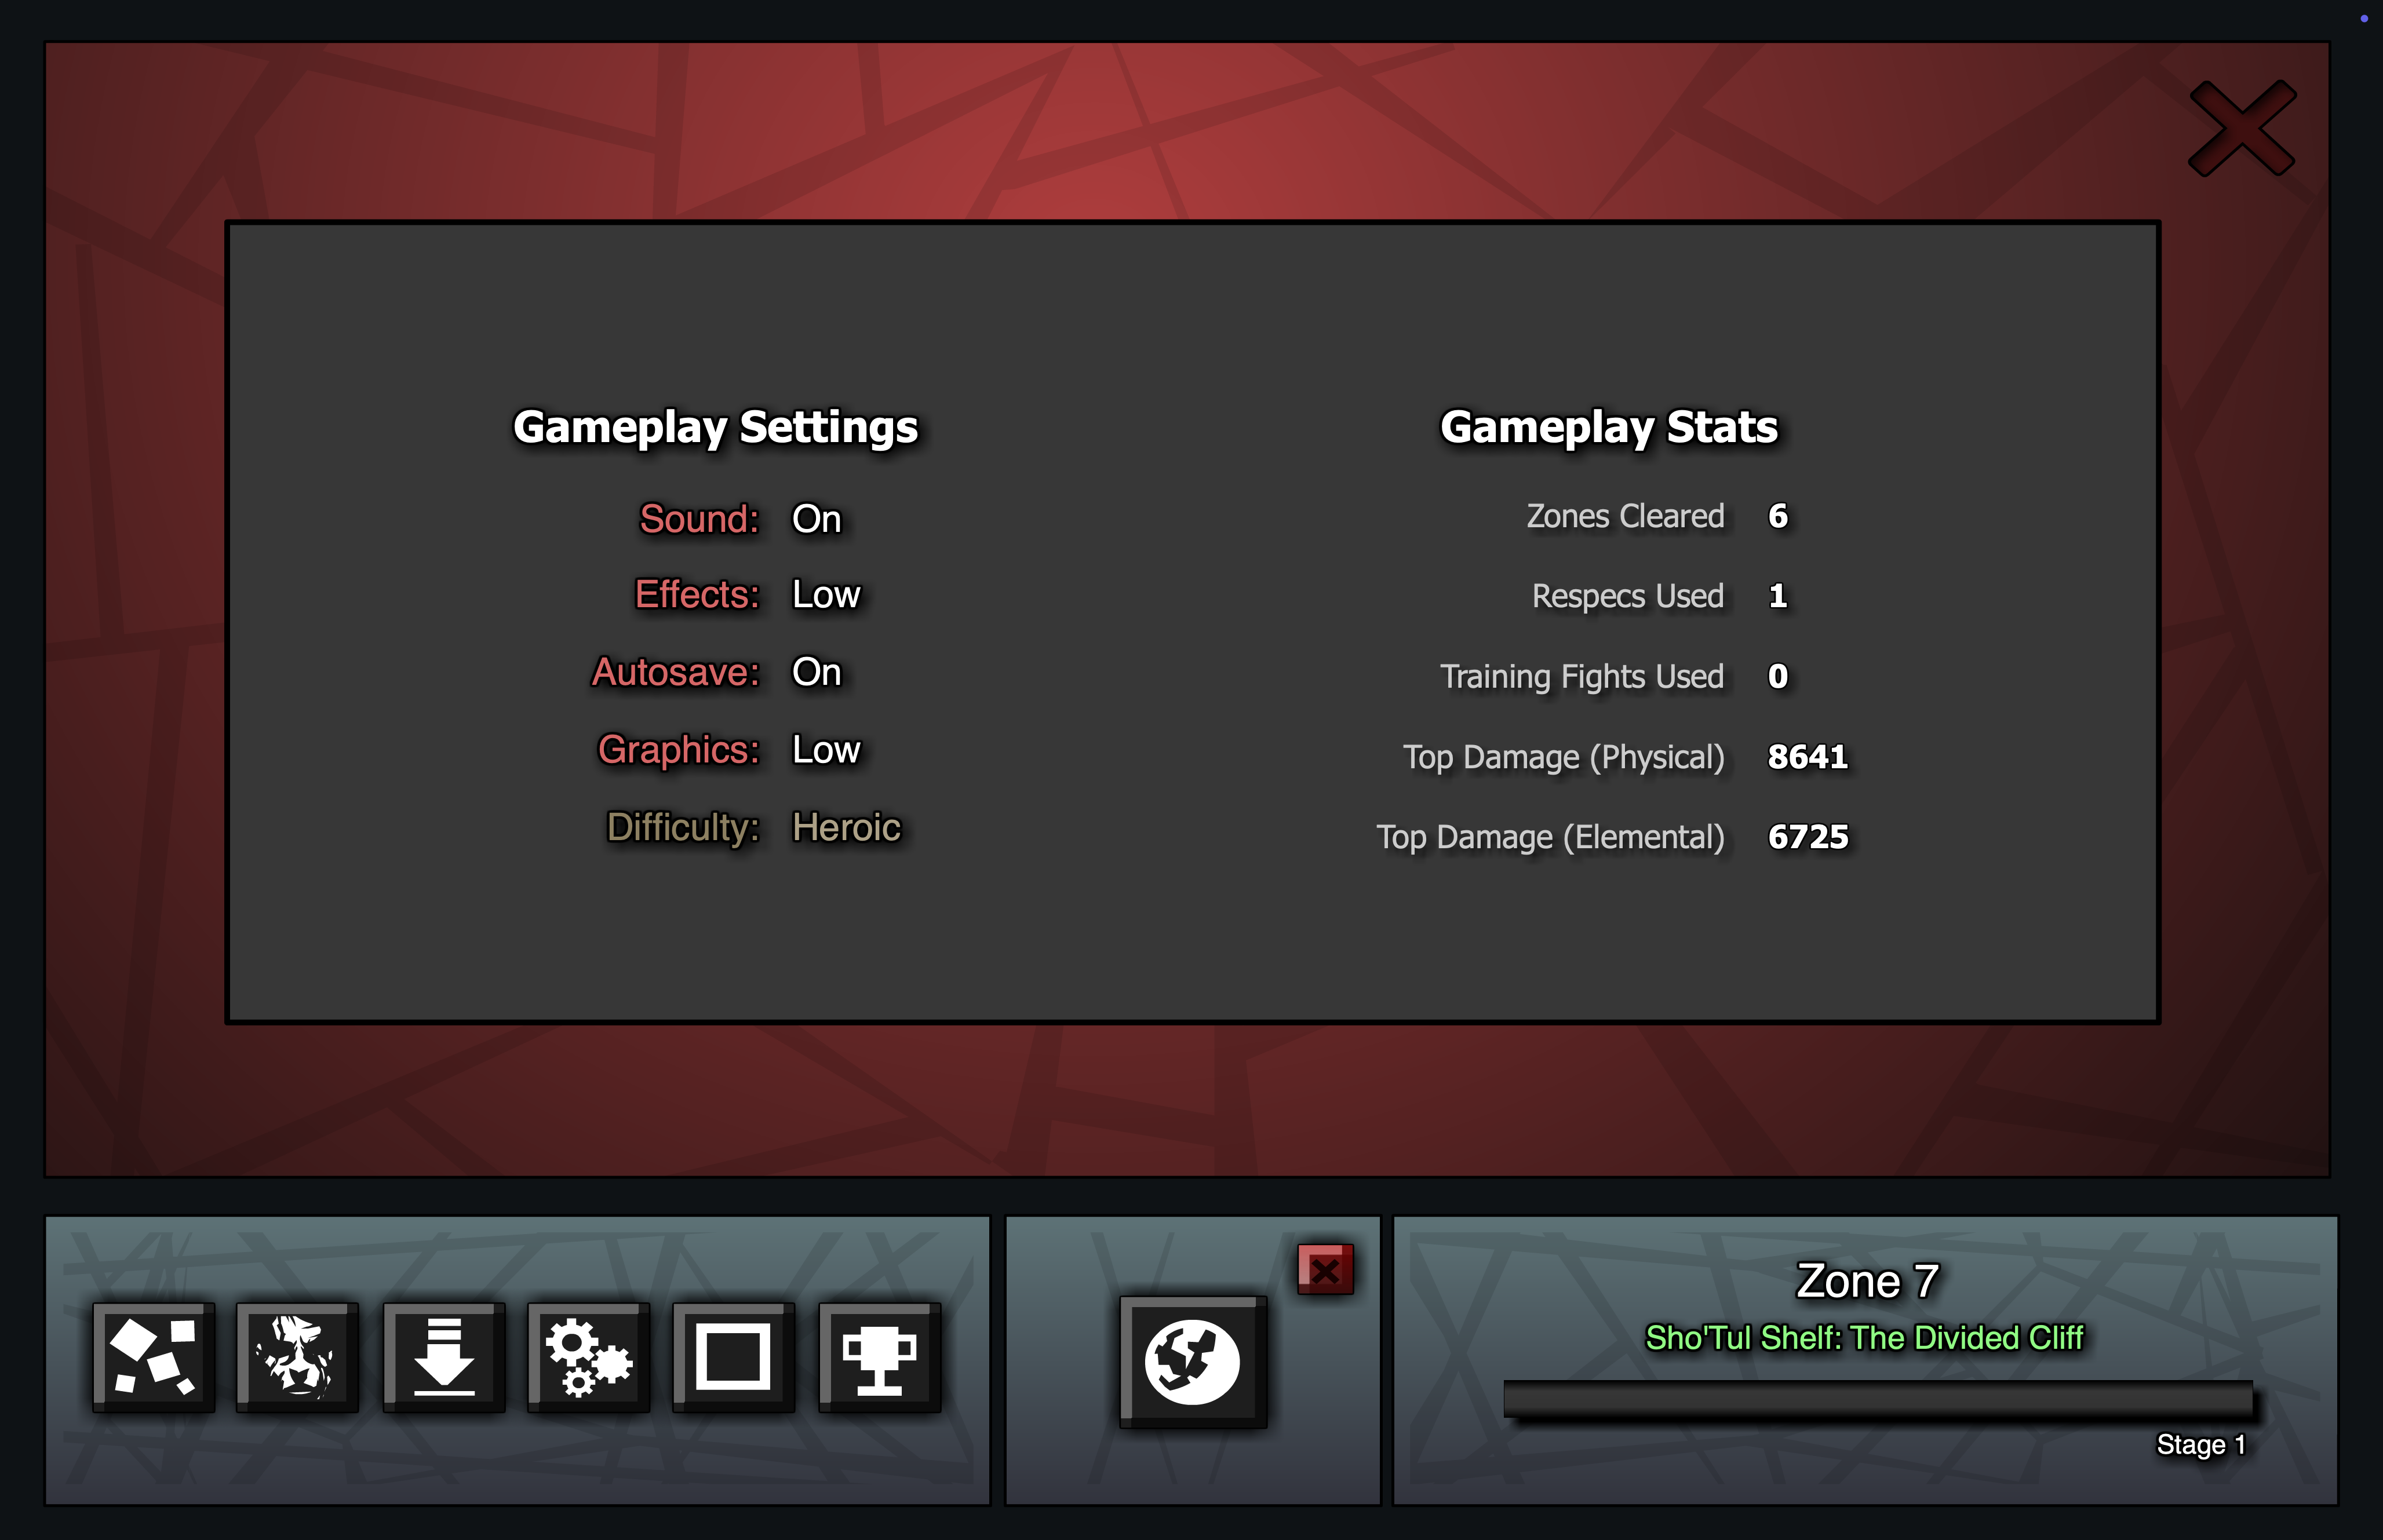 Gameplay Settings
Sound: On
Effects: Low
Autosave: On
Graphics: Low
Difficulty: Heroic
Gameplay Stats
Zones Cleared 6
Respecs Used 1
Training Fights Used 0
Top Damage (Physical) 8641
Top Damage (Elemental) 6725
Zone 7
Sho'Tul Shelf: The Divided Cliff
Stage 1